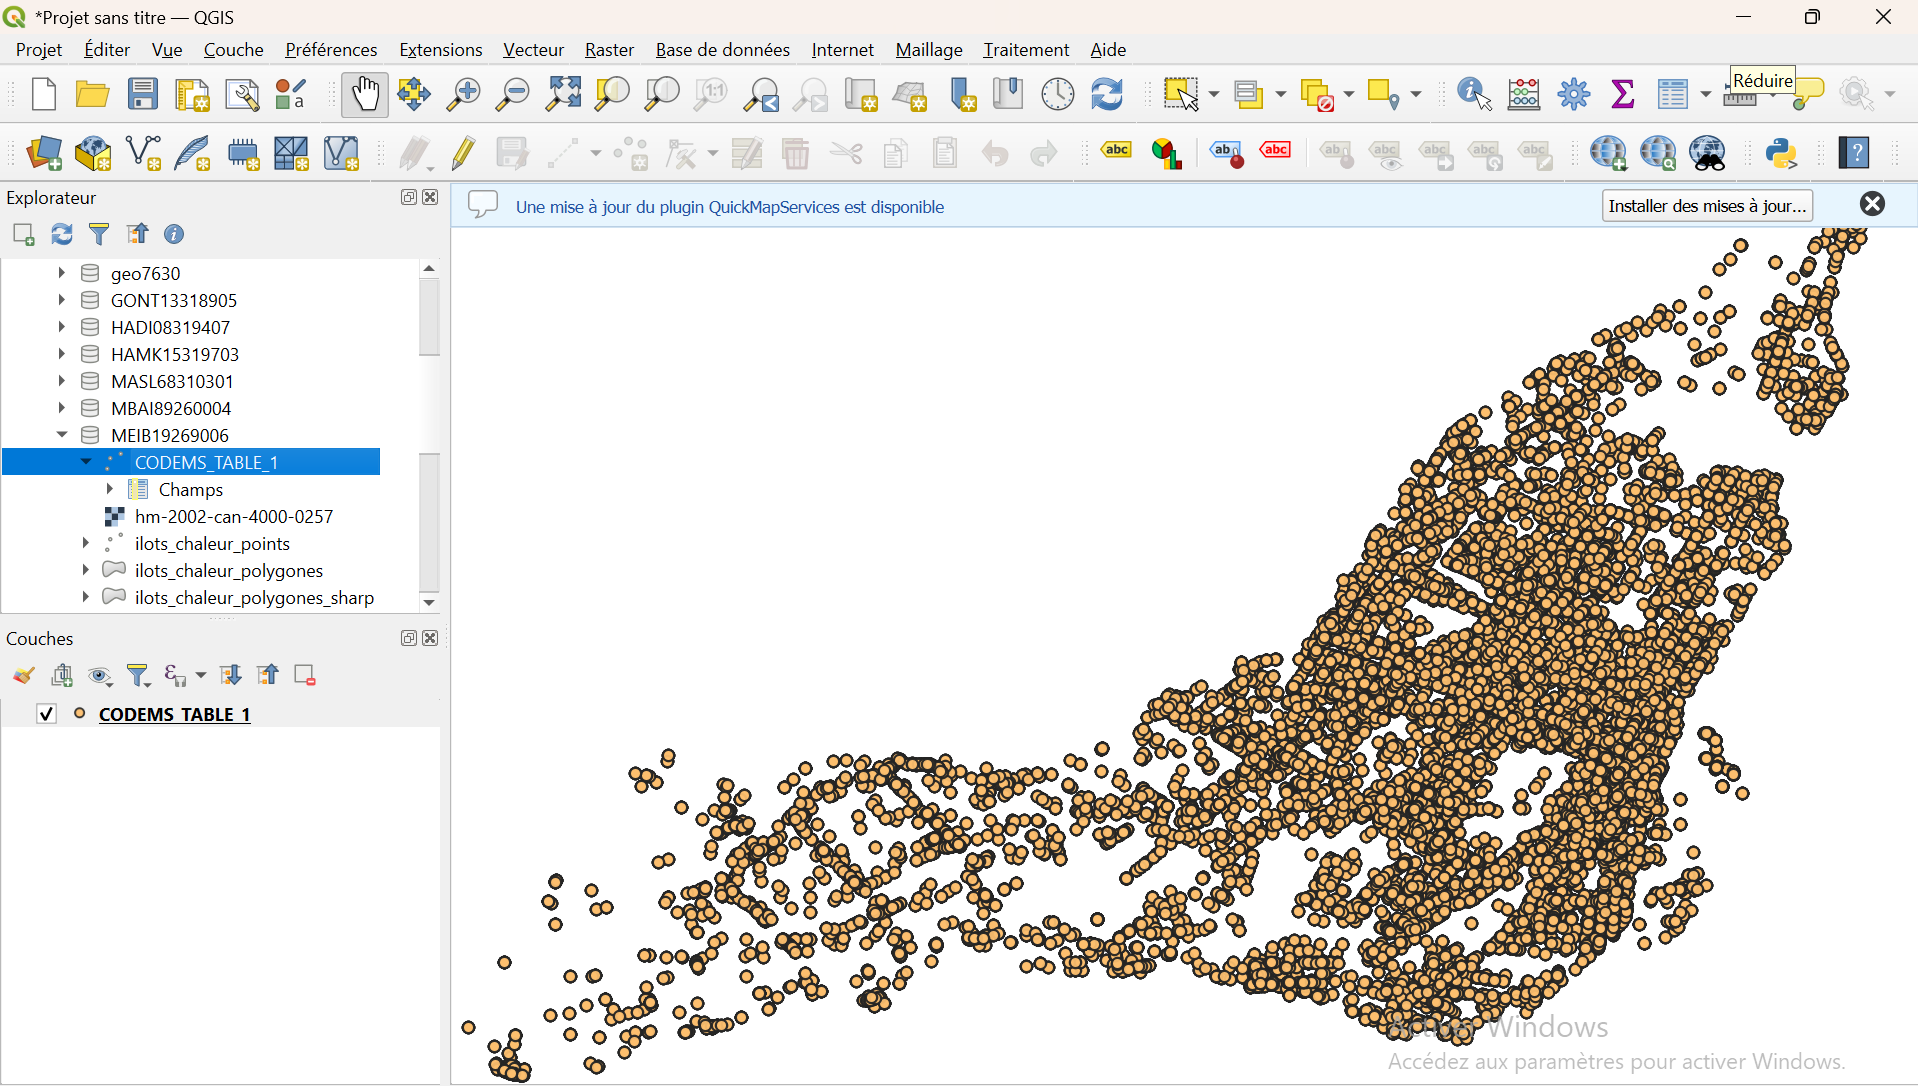 *Projet sans titre — QGIS
Projet Éditer Vue Couche Préférences Extensions Vecteur Raster Base de données Internet Maillage Traitement Aide
Réduire
Explorateur
Une mise à jour du plugin QuickMapServices est disponible
Installer des mises à jour...
geo7630
GONT13318905
HADI08319407
HAMK15319703
MASL68310301
MBAI89260004
MEIB19269006
CODEMS_TABLE_1
Champs
hm-2002-can-4000-0257
ilots_chaleur_points
ilots_chaleur_polygones
ilots_chaleur_polygones_sharp
Couches
CODEMS TABLE 1
Windows
Accédez aux paramètres pour activer Windows.